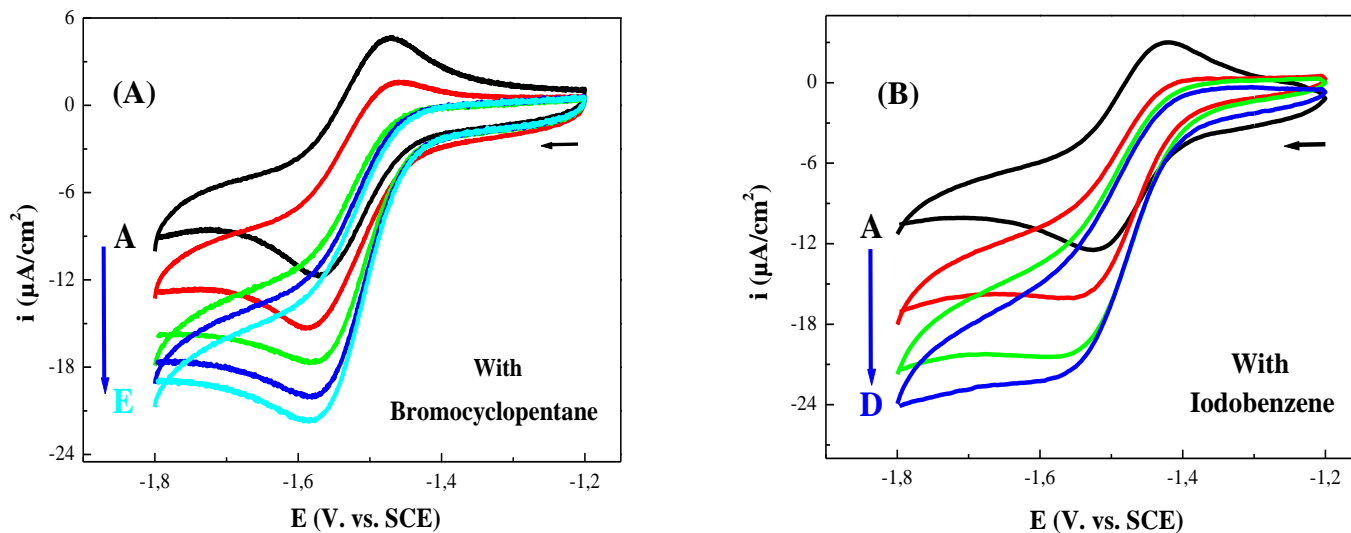 (A)
6
0
-6
-12
-18
-24
A
E
With
Bromocyclopentane
-1,8
-1,6
-1,4
-1,2
i (µA/cm²)
E (V. vs. SCE)
(B)
0
-6
-12
-18
-24
A
D
With
Iodobenzene
-1,8
-1,6
-1,4
-1,2
i (µA/cm²)
E (V. vs. SCE)